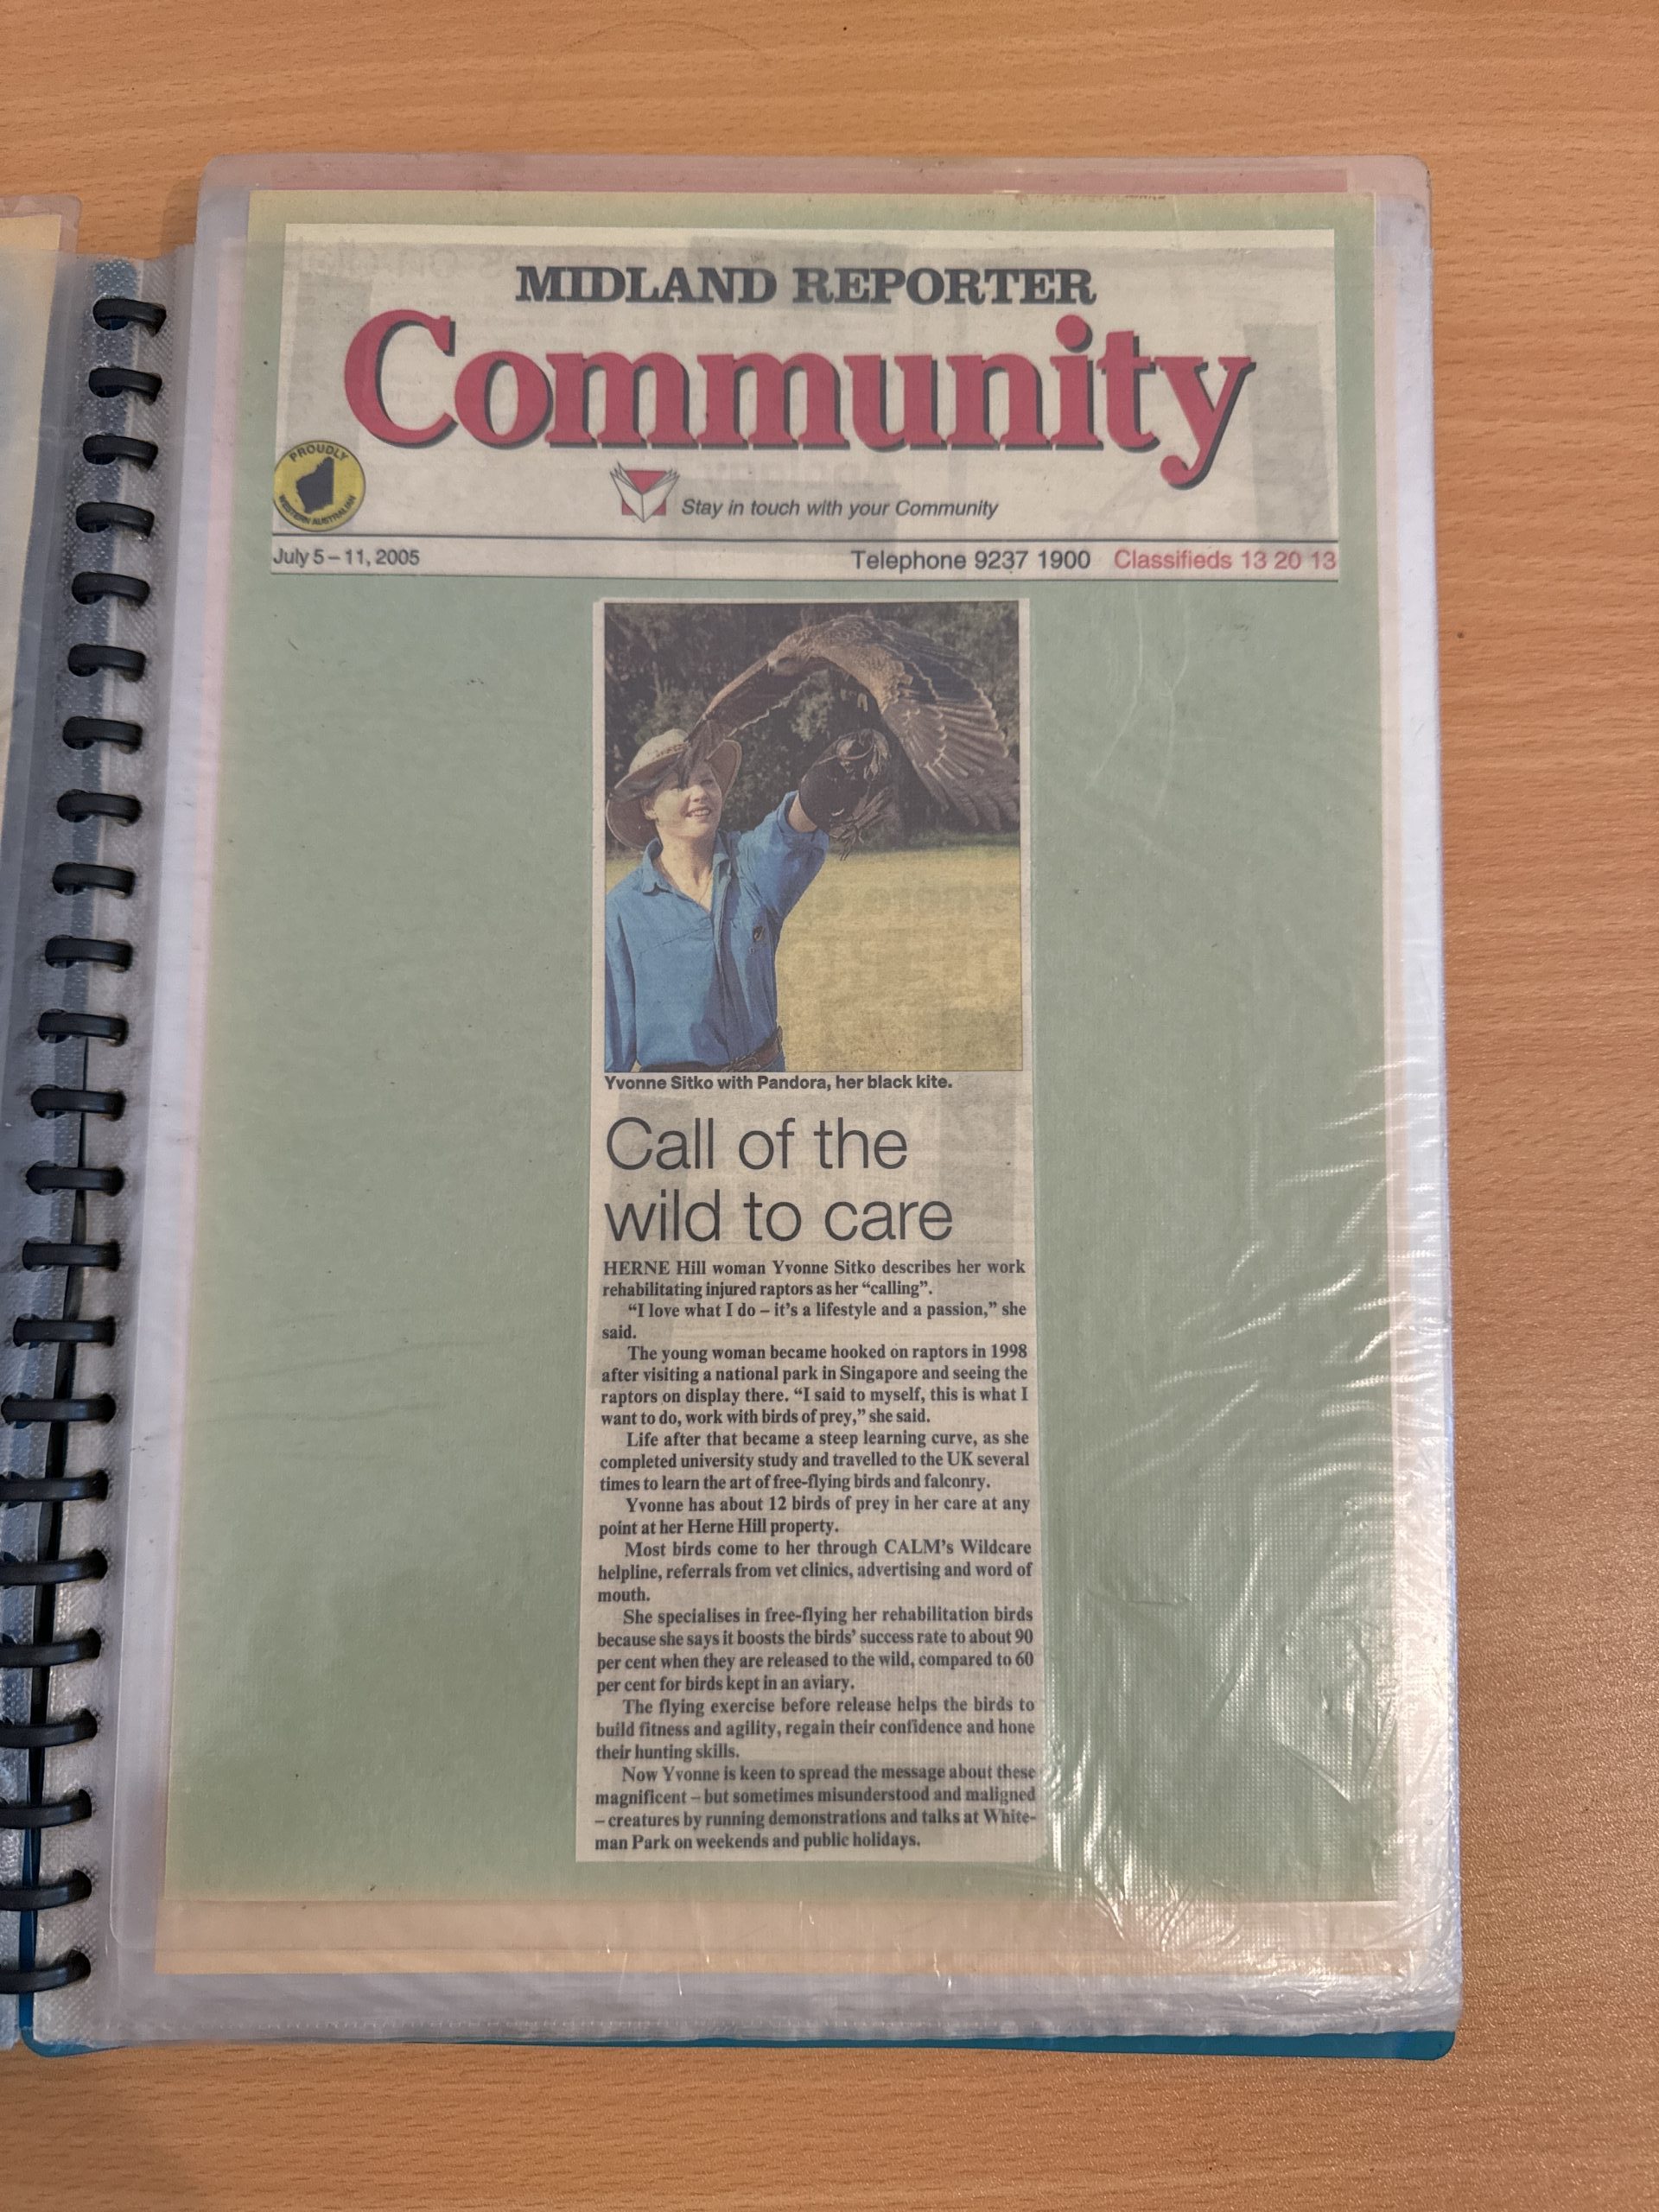 MIDLAND REPORTER
Community
PROUDLY
WESTERN AUSTRALIAN
Stay in touch with your Community
July 5 – 11, 2005 Telephone 9237 1900 Classifieds 13 20 13
Yvonne Sitko with Pandora, her black kite.
Call of the
wild to care
HERNE Hill woman Yvonne Sitko describes her work
rehabilitating injured raptors as her “calling”.
“I love what I do – it’s a lifestyle and a passion,” she
said.
The young woman became hooked on raptors in 1998
after visiting a national park in Singapore and seeing the
raptors on display there. “I said to myself, this is what I
want to do, work with birds of prey,” she said.
Life after that became a steep learning curve, as she
completed university study and travelled to the UK several
times to learn the art of free-flying birds and falconry.
Yvonne has about 12 birds of prey in her care at any
point at her Herne Hill property.
Most birds come to her through CALM’s Wildcare
helpline, referrals from vet clinics, advertising and word of
mouth.
She specialises in free-flying her rehabilitation birds
because she says it boosts the birds’ success rate to about 90
per cent when they are released to the wild, compared to 60
per cent for birds kept in an aviary.
The flying exercise before release helps the birds to
build fitness and agility, regain their confidence and hone
their hunting skills.
Now Yvonne is keen to spread the message about these
magnificent – but sometimes misunderstood and maligned
– creatures by running demonstrations and talks at White-
man Park on weekends and public holidays.